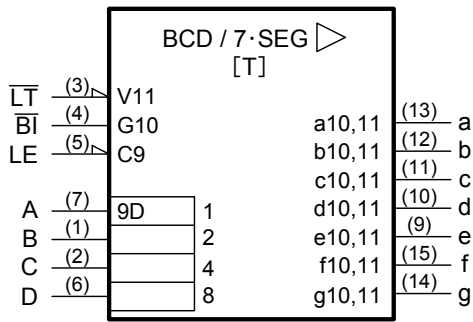 BCD / 7·SEG
[T]
L̅T̅ (3) V11
B̅I̅ (4) G10
LE (5) C9
A (7) 9D 1
B (1) 2
C (2) 4
D (6) 8
a10,11 (13) a
b10,11 (12) b
c10,11 (11) c
d10,11 (10) d
e10,11 (9) e
f10,11 (15) f
g10,11 (14) g